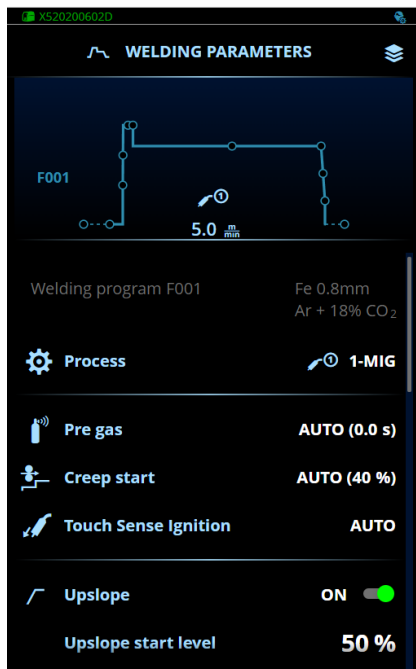 X520200602D
WELDING PARAMETERS
F001
1
5.0 m/min
Welding program F001 Fe 0.8mm
Ar + 18% CO₂
Process 1 1-MIG
Pre gas AUTO (0.0 s)
Creep start AUTO (40 %)
Touch Sense Ignition AUTO
Upslope ON
Upslope start level 50 %